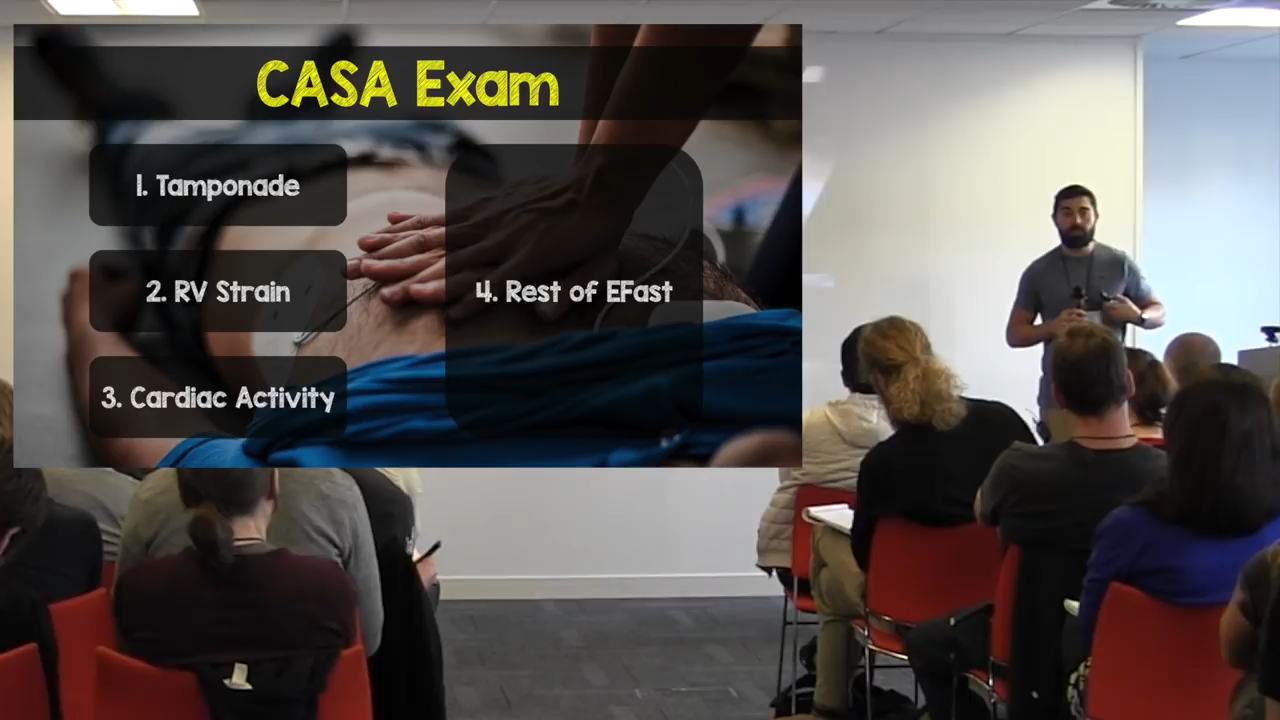 CASA Exam
1. Tamponade
2. RV Strain
3. Cardiac Activity
4. Rest of EFast